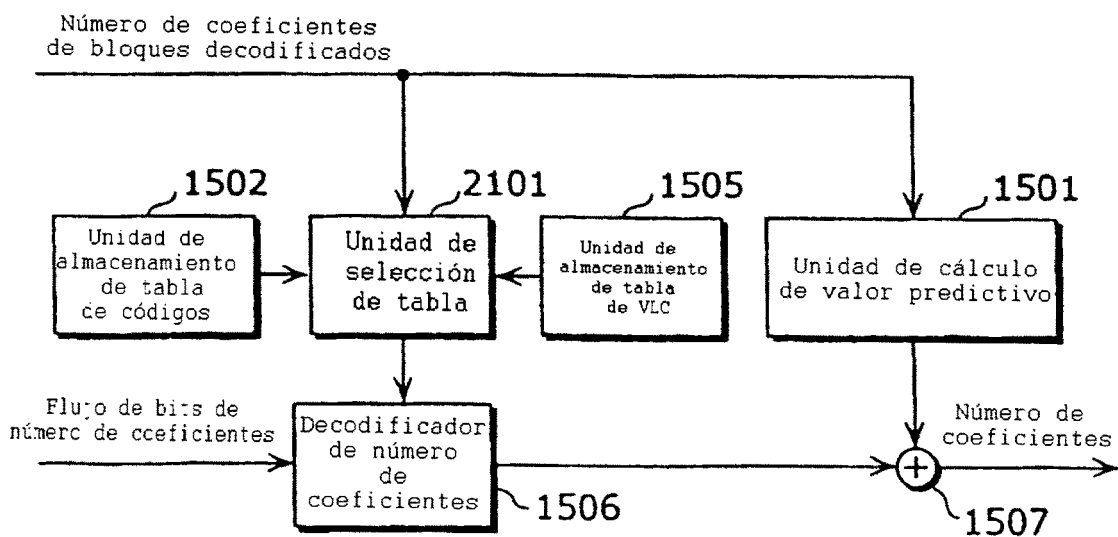 Número de coeficientes
de bloques decodificados
1502
2101
1505
1501
Unidad de
almacenamiento
de tabla
de códigos
Unidad de
selección
de tabla
Unidad de
almacenamiento
de tabla
de VLC
Unidad de cálculo
de valor predictivo
Flujo de bits de
número de coeficientes
Decodificador
de número
de
coeficientes
1506
Número de
coeficientes
+
1507